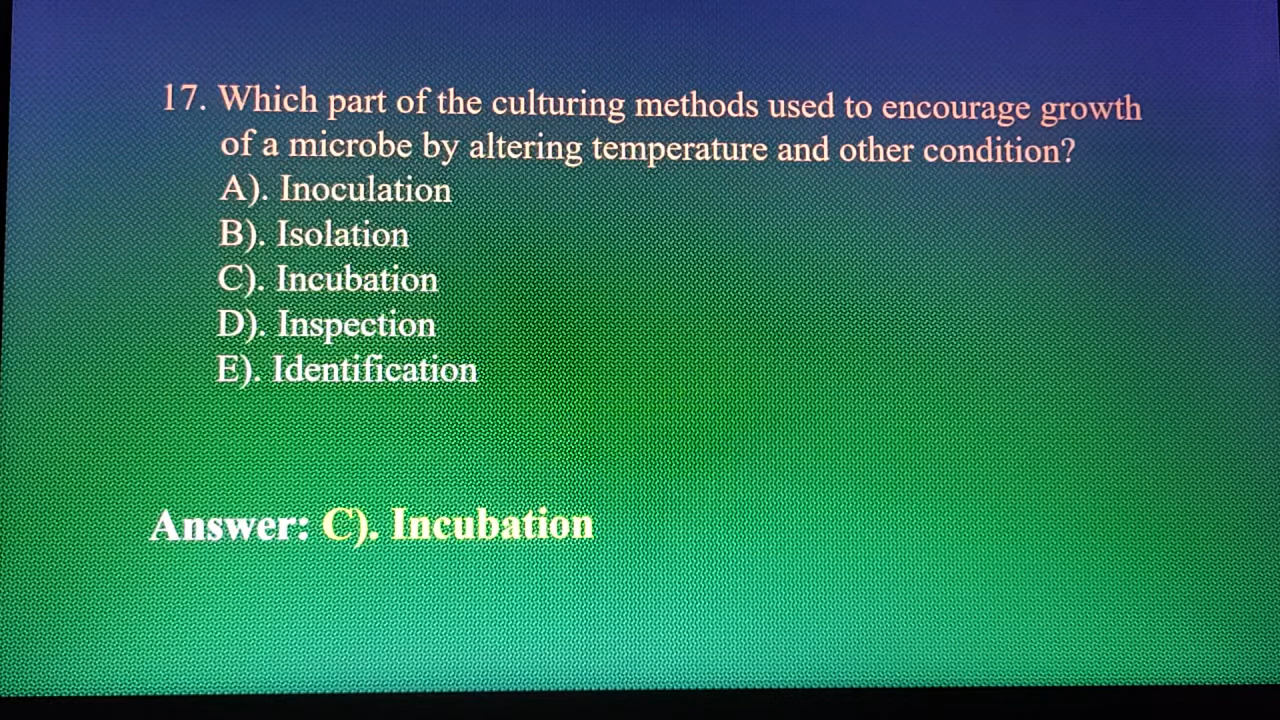 17. Which part of the culturing methods used to encourage growth
of a microbe by altering temperature and other condition?
A). Inoculation
B). Isolation
C). Incubation
D). Inspection
E). Identification
Answer: C). Incubation